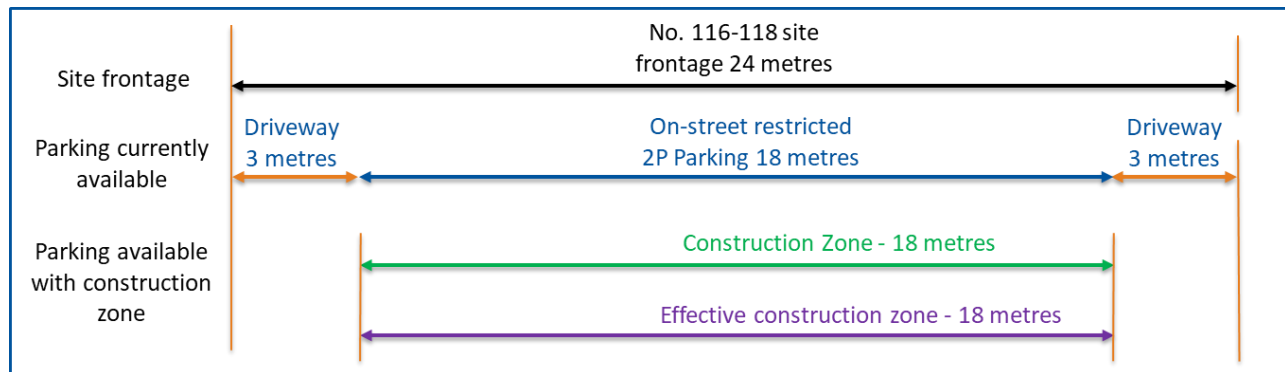 No. 116-118 site
frontage 24 metres
Site frontage
Driveway
3 metres
On-street restricted
2P Parking 18 metres
Driveway
3 metres
Parking currently
available
Construction Zone - 18 metres
Parking available
with construction
zone
Effective construction zone - 18 metres